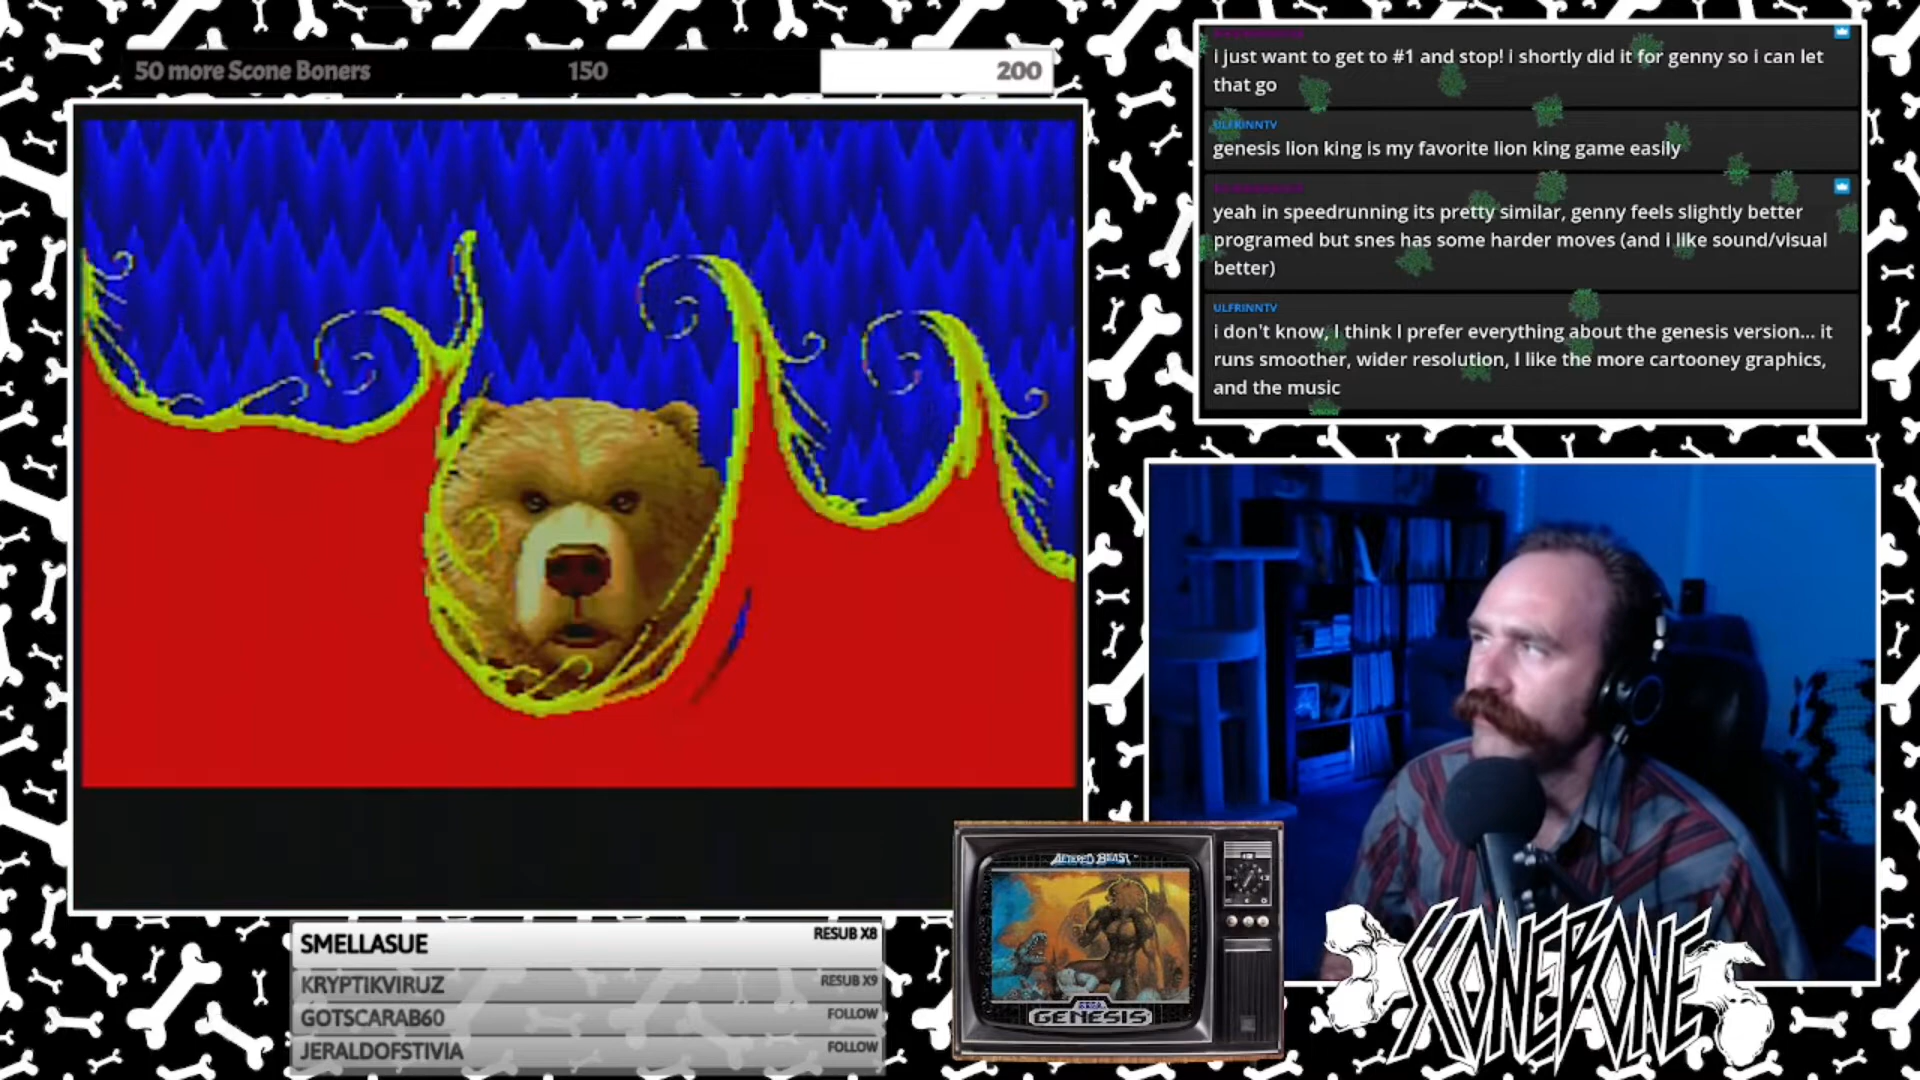 50 more Scone Boners 150 200
i just want to get to #1 and stop! i shortly did it for genny so i can let
that go
ULFRINNTV
genesis lion king is my favorite lion king game easily
yeah in speedrunning its pretty similar, genny feels slightly better
programed but snes has some harder moves (and i like sound/visual
better)
ULFRINNTV
i don't know, I think I prefer everything about the genesis version... it
runs smoother, wider resolution, I like the more cartooney graphics,
and the music
ALTERED BEAST
SEGA
GENESIS
SCONEBONE
SMELLASUE RESUB X8
KRYPTIKVIRUZ RESUB X9
GOTSCARAB60 FOLLOW
JERALDOFSTIVIA FOLLOW